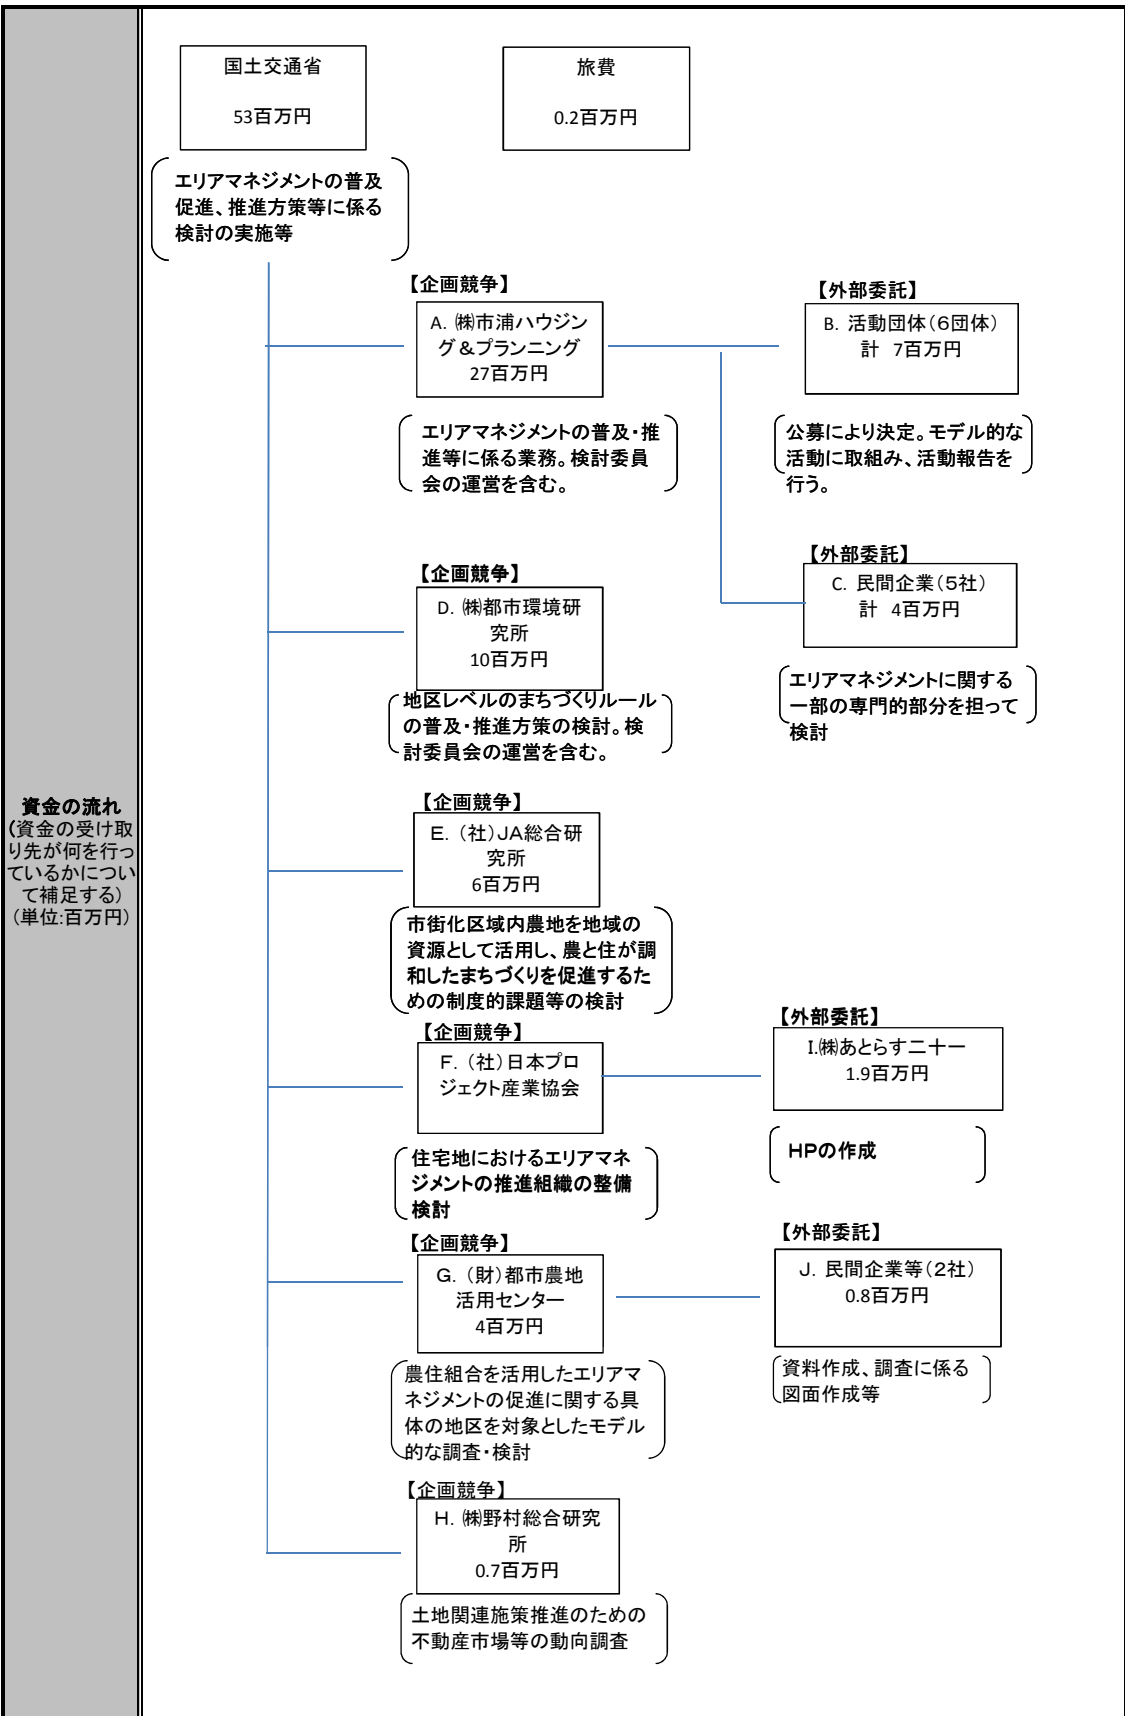 資金の流れ
(資金の受け取
り先が何を行っ
ているかについ
て補足する)
(単位:百万円)
国土交通省
53百万円
旅費
0.2百万円
エリアマネジメントの普及
促進、推進方策等に係る
検討の実施等
【企画競争】
A. ㈱市浦ハウジン
グ&プランニング
27百万円
エリアマネジメントの普及・推
進等に係る業務。検討委員
会の運営を含む。
【外部委託】
B. 活動団体(6団体)
計 7百万円
公募により決定。モデル的な
活動に取組み、活動報告を
行う。
【外部委託】
C. 民間企業(5社)
計 4百万円
エリアマネジメントに関する
一部の専門的部分を担って
検討
【企画競争】
D. ㈱都市環境研
究所
10百万円
地区レベルのまちづくりルール
の普及・推進方策の検討。検
討委員会の運営を含む。
【企画競争】
E. (社)JA総合研
究所
6百万円
市街化区域内農地を地域の
資源として活用し、農と住が調
和したまちづくりを促進するた
めの制度的課題等の検討
【企画競争】
F. (社)日本プロ
ジェクト産業協会
住宅地におけるエリアマネ
ジメントの推進組織の整備
検討
【外部委託】
I.㈱あとらす二十一
1.9百万円
HPの作成
【企画競争】
G. (財)都市農地
活用センター
4百万円
農住組合を活用したエリアマ
ネジメントの促進に関する具
体の地区を対象としたモデル
的な調査・検討
【外部委託】
J. 民間企業等(2社)
0.8百万円
資料作成、調査に係る
図面作成等
【企画競争】
H. ㈱野村総合研究
所
0.7百万円
土地関連施策推進のための
不動産市場等の動向調査